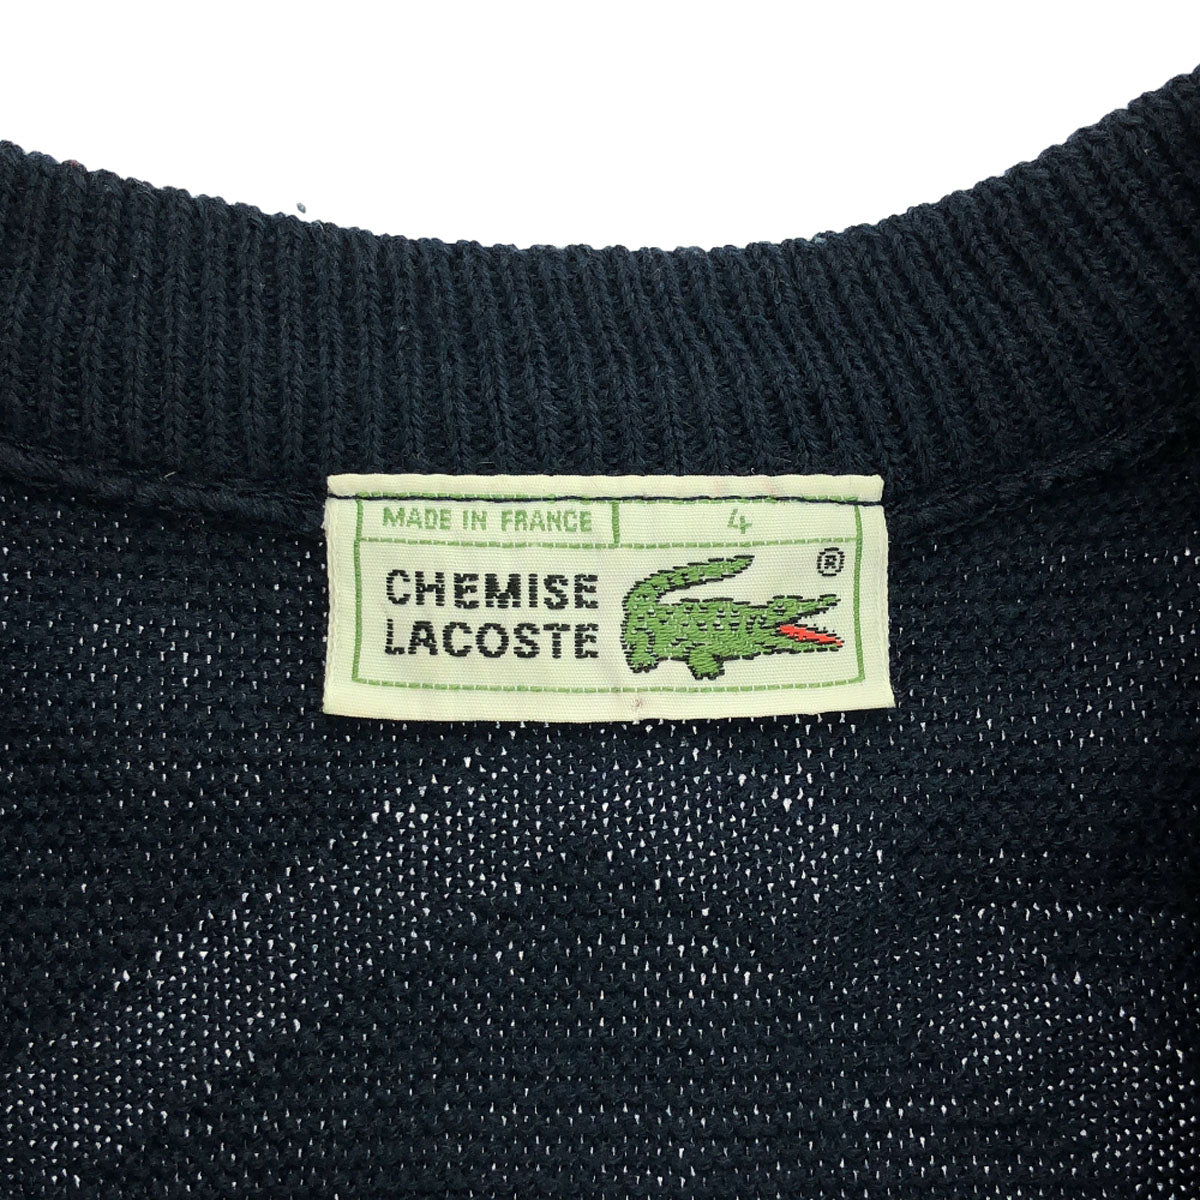 MADE IN FRANCE 4
CHEMISE
LACOSTE
®